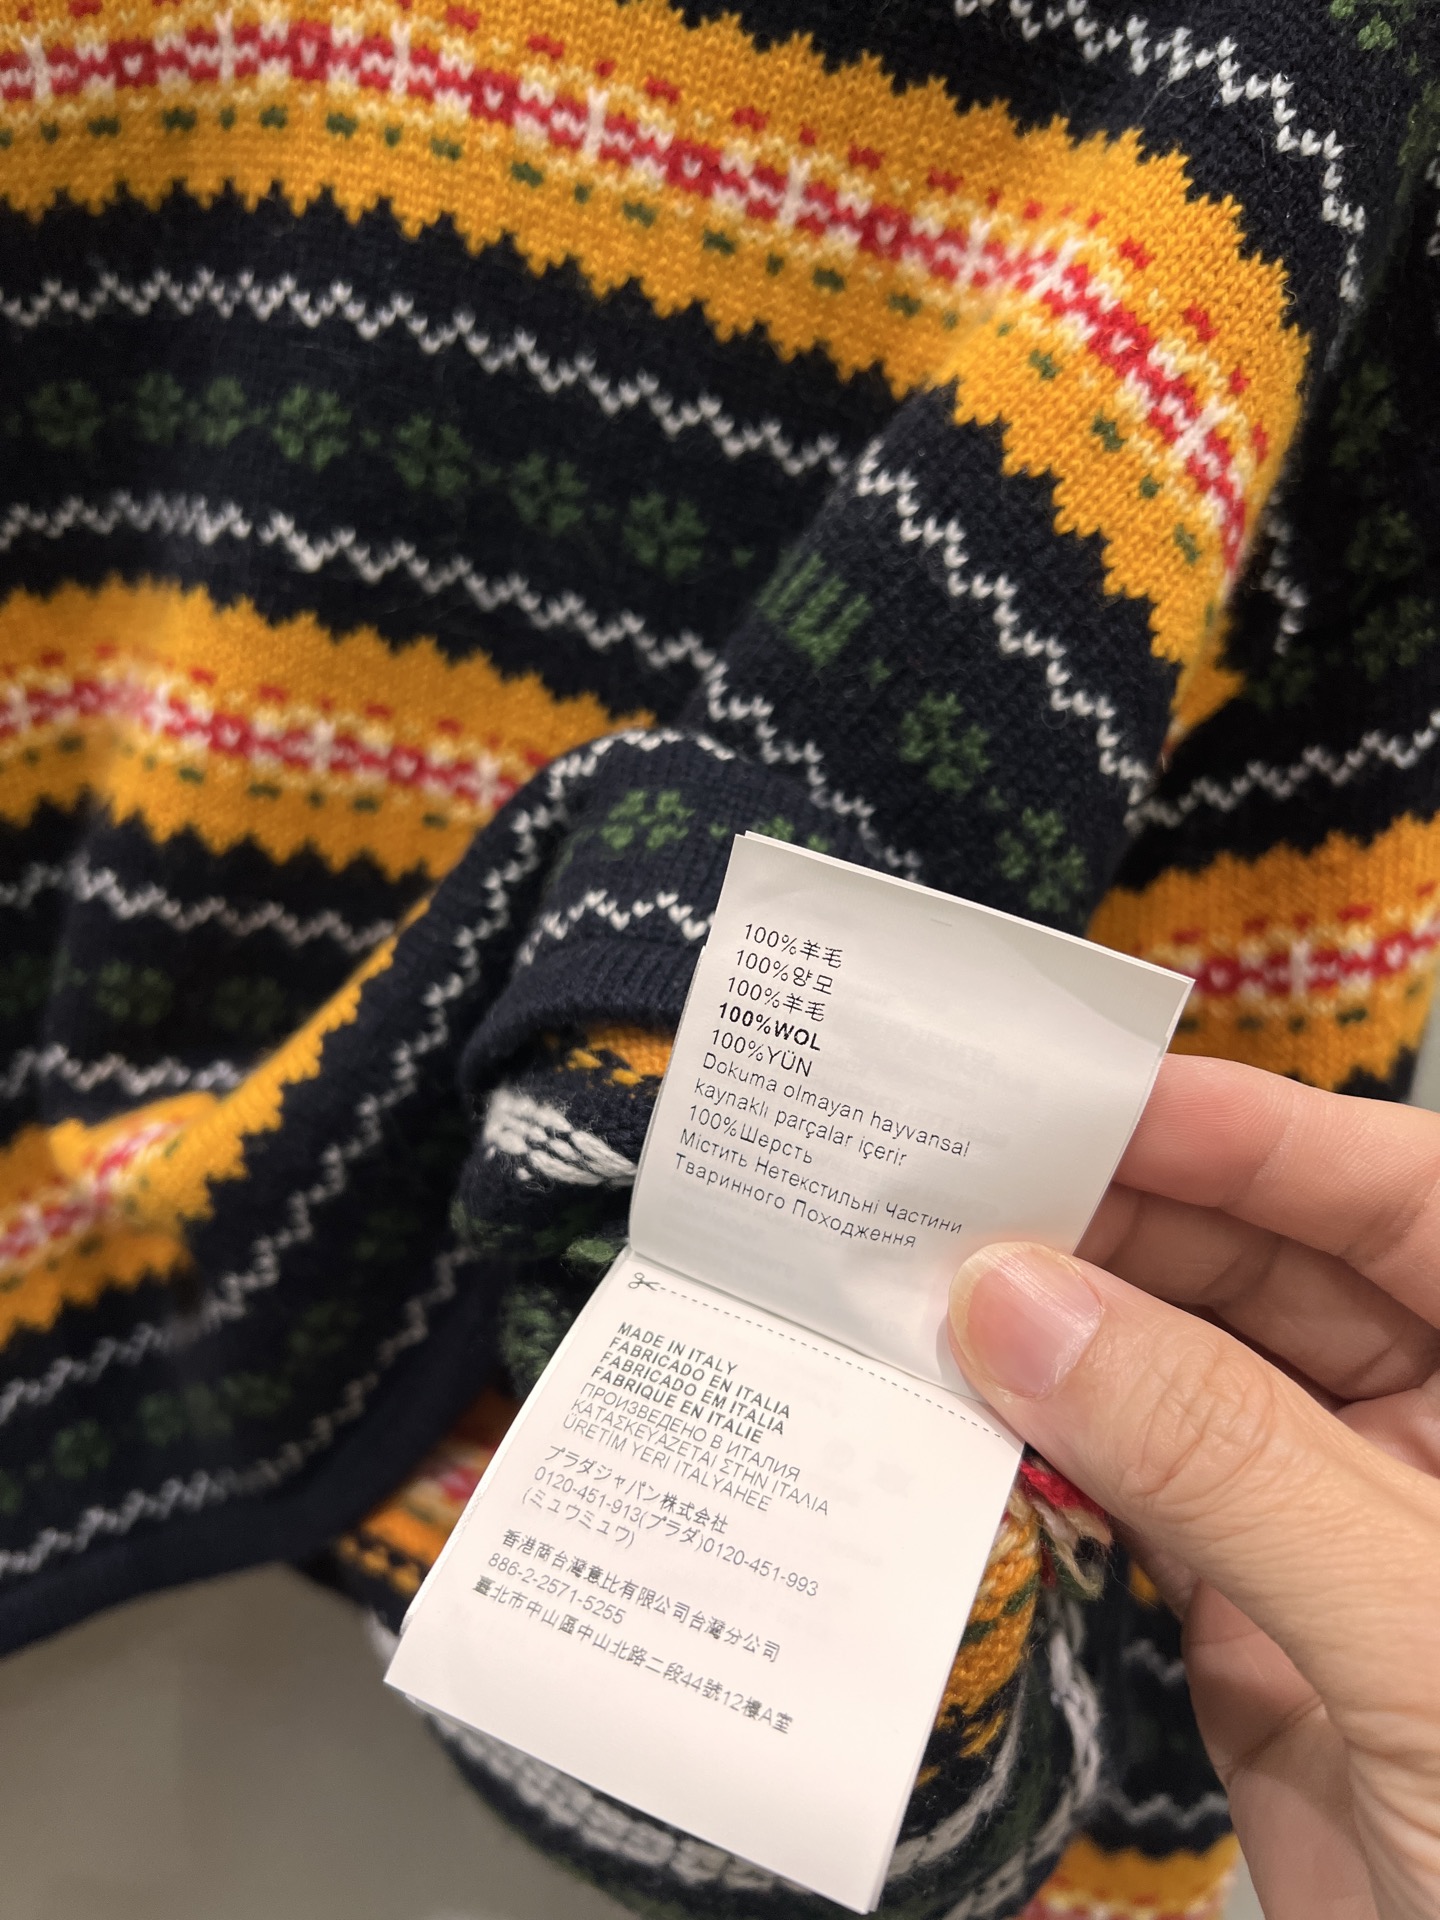 100%羊毛
100%양모
100%羊毛
100%WOL
100%YÜN
Dokuma olmayan hayvansal
kaynaklı parçalar içerir
100%Шерсть
Містить Нетекстильні Частини
Тваринного Походження
MADE IN ITALY
FABRICADO EN ITALIA
FABRICADO EM ITALIA
FABRIQUE EN ITALIE
ПРОИЗВЕДЕНО В ИТАЛИЯ
ΚΑΤΑΣΚΕΥΑΖΕΤΑΙ ΣΤΗΝ ΙΤΑΛΙΑ
ÜRETIM YERI ITALYAHEE
プラダジャパン株式会社
0120-451-913(プラダ)0120-451-993
(ミュウミュウ)
香港商台灣意比有限公司台灣分公司
886-2-2571-5255
臺北市中山區中山北路二段44號12樓A室